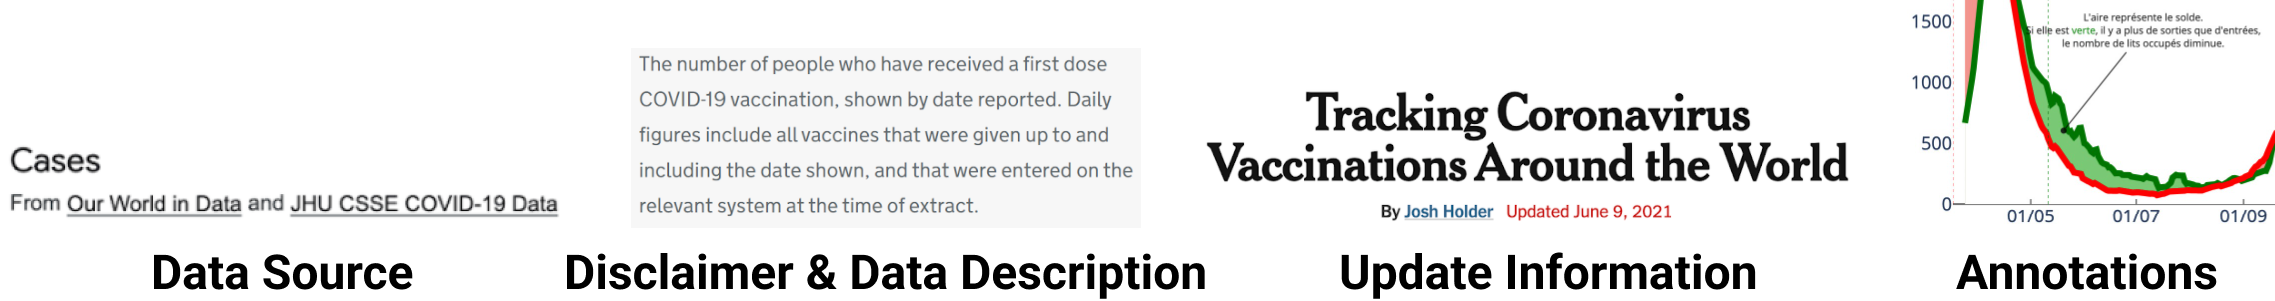 Cases
From Our World in Data and JHU CSSE COVID-19 Data
Data Source
The number of people who have received a first dose
COVID-19 vaccination, shown by date reported. Daily
figures include all vaccines that were given up to and
including the date shown, and that were entered on the
relevant system at the time of extract.
Disclaimer & Data Description
Tracking Coronavirus
Vaccinations Around the World
By Josh Holder Updated June 9, 2021
Update Information
L'aire représente le solde.
Si elle est verte, il y a plus de sorties que d'entrées,
le nombre de lits occupés diminue.
1500
1000
500
0
01/05 01/07 01/09
Annotations